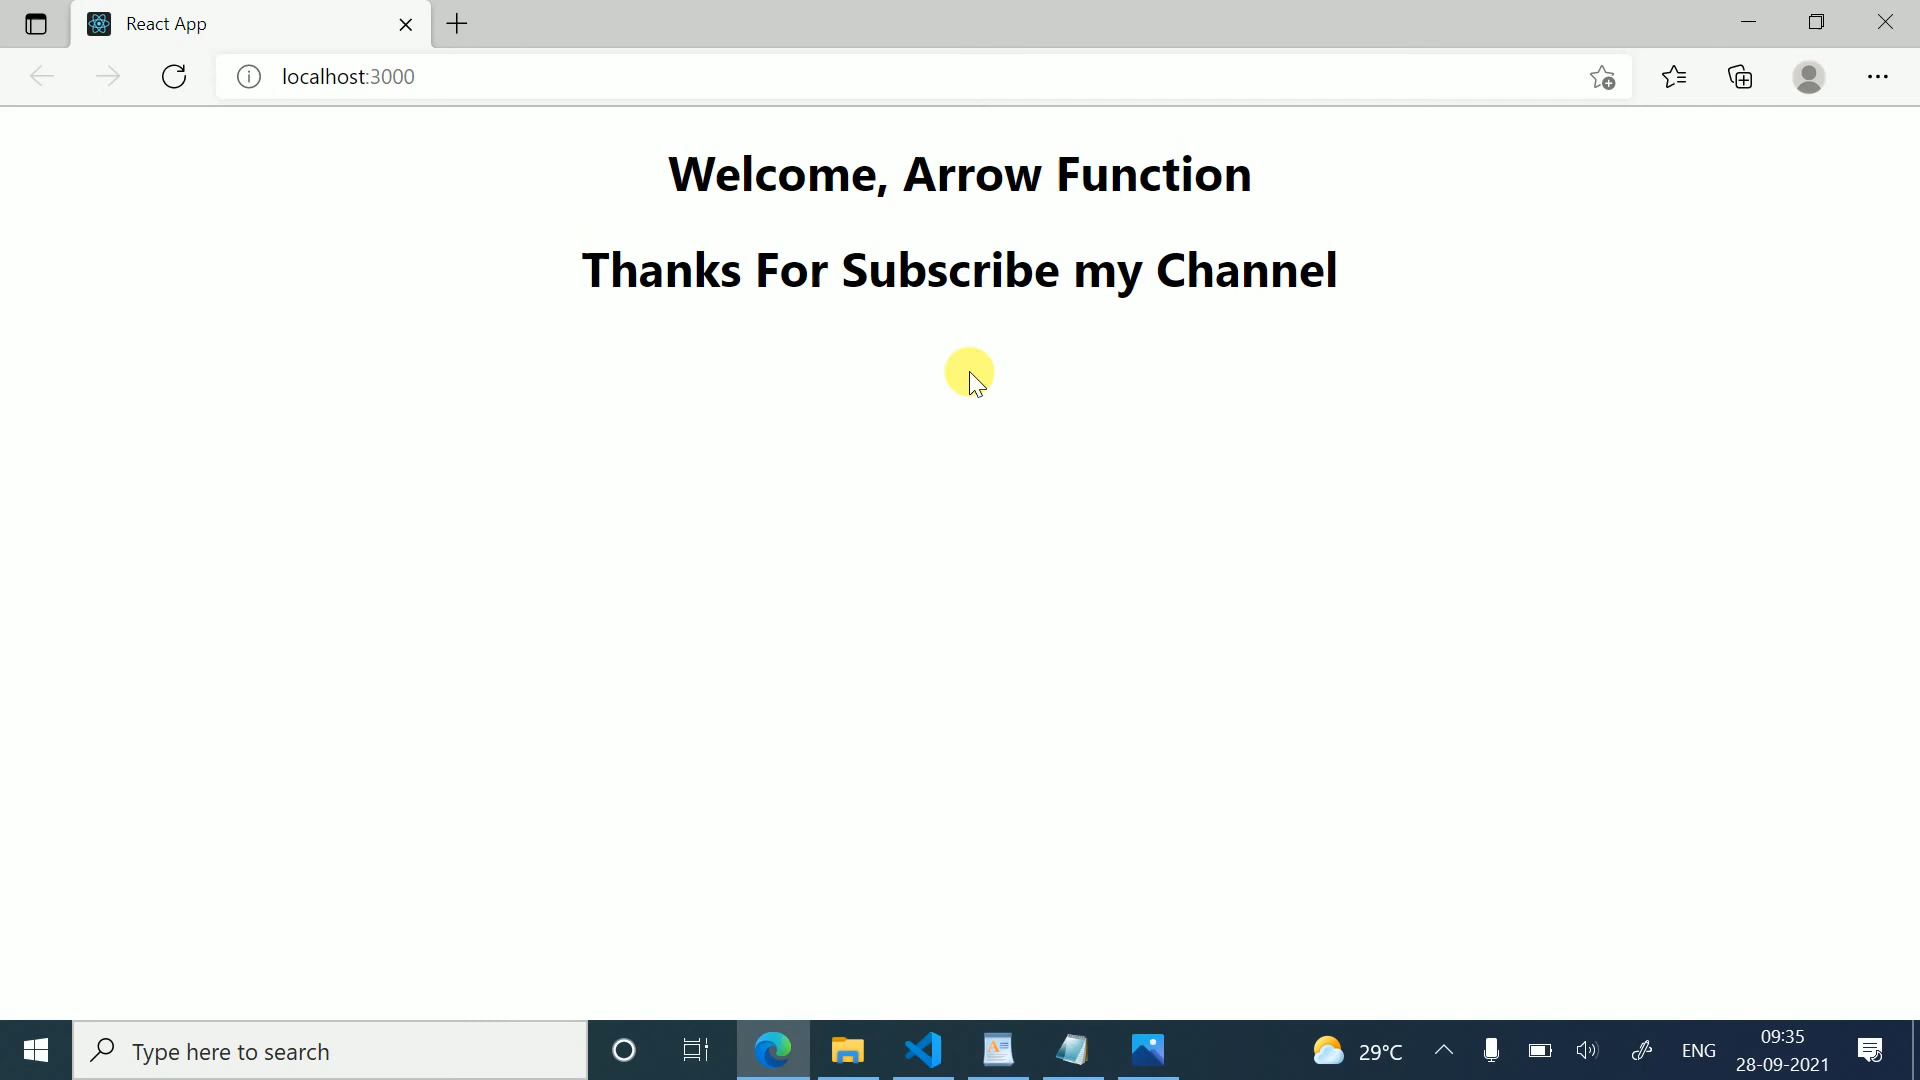 React App
localhost:3000
Welcome, Arrow Function
Thanks For Subscribe my Channel
Type here to search
29°C
ENG
09:35
28-09-2021